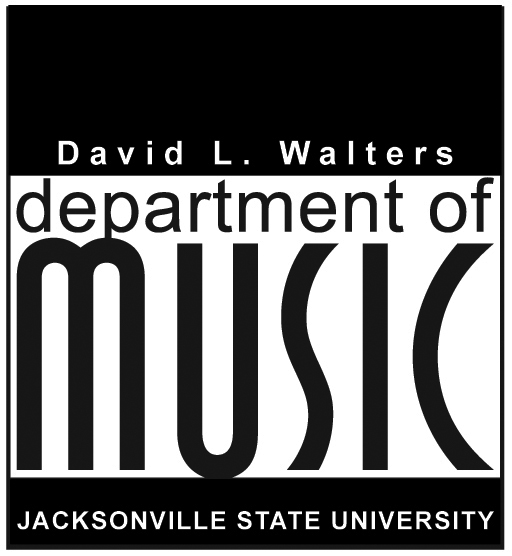 David L. Walters
department of
MUSIC
JACKSONVILLE STATE UNIVERSITY